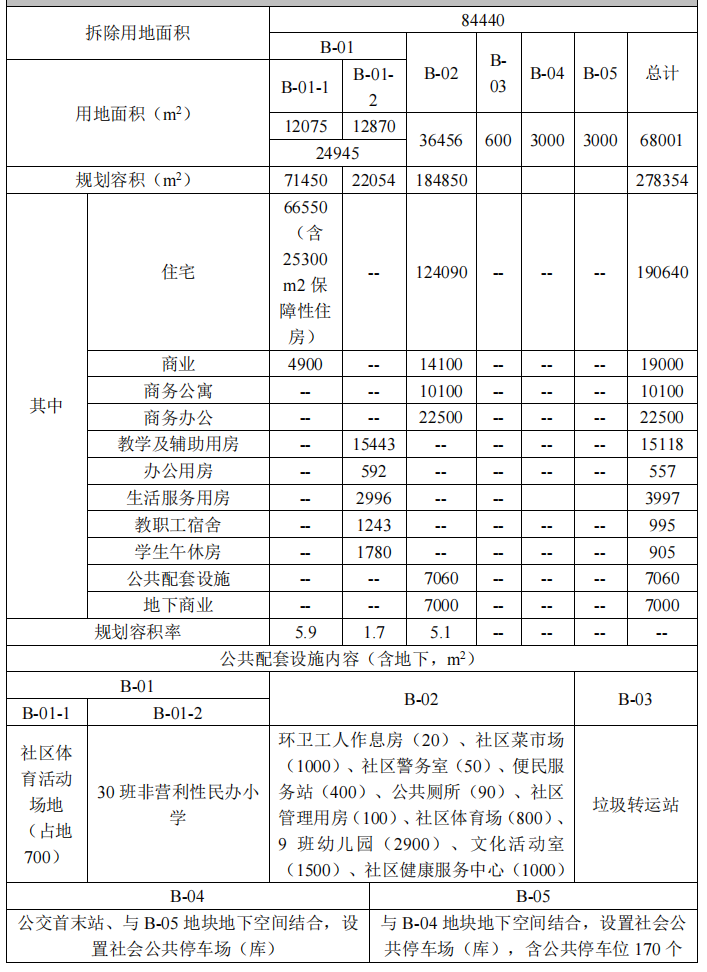 拆除用地面积 84440
用地面积（m²） B-01 B-02 B-03 B-04 B-05 总计
B-01-1 B-01-2
12075 12870 36456 600 3000 3000 68001
24945
规划容积（m²） 71450 22054 184850 278354
其中
住宅 66550（含25300 m2 保障性住房） -- 124090 -- -- -- 190640
商业 4900 -- 14100 -- -- -- 19000
商务公寓 -- -- 10100 -- -- -- 10100
商务办公 -- -- 22500 -- -- -- 22500
教学及辅助用房 -- 15443 -- -- -- -- 15118
办公用房 -- 592 -- -- -- -- 557
生活服务用房 -- 2996 -- -- 3997
教职工宿舍 -- 1243 -- -- -- -- 995
学生午休房 -- 1780 -- -- -- -- 905
公共配套设施 -- -- 7060 -- -- -- 7060
地下商业 -- -- 7000 -- -- -- 7000
规划容积率 5.9 1.7 5.1 -- -- -- --
公共配套设施内容（含地下，m²）
B-01 B-02 B-03
B-01-1 B-01-2
社区体
育活动
场地
（占地
700）
30 班非营利性民办小
学
环卫工人作息房（20）、社区菜市场
（1000）、社区警务室（50）、便民服
务站（400）、公共厕所（90）、社区
管理用房（100）、社区体育场（800）、
9 班幼儿园（2900）、文化活动室
（1500）、社区健康服务中心（1000）
垃圾转运站
B-04 B-05
公交首末站、与 B-05 地块地下空间结合，设
置社会公共停车场（库）
与 B-04 地块地下空间结合，设置社会公
共停车场（库），含公共停车位 170 个